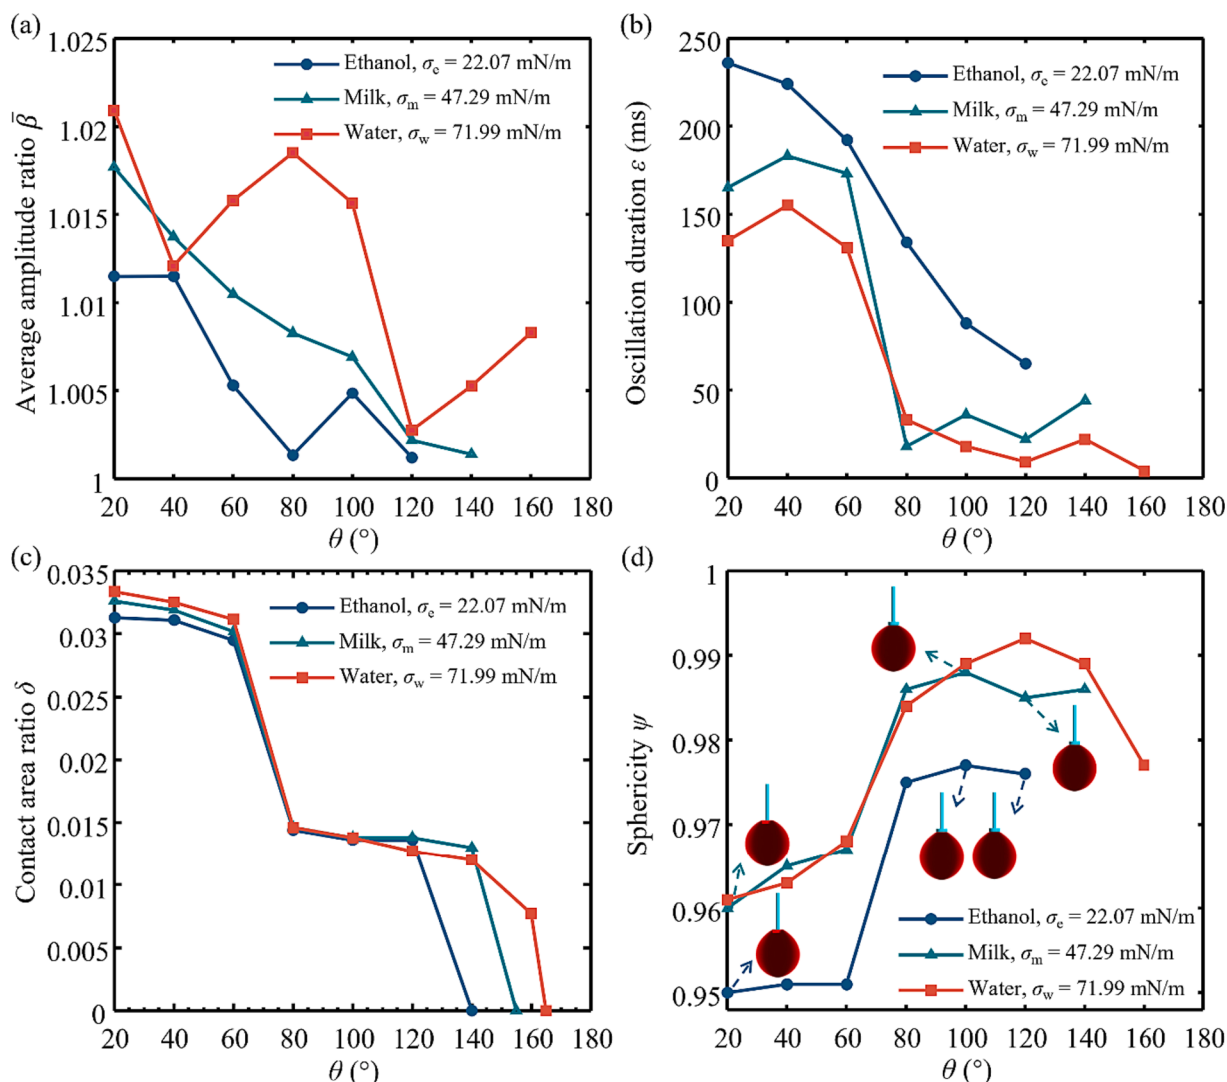 (a)
1.025
1.02
1.015
1.01
1.005
1
Average amplitude ratio β̄
Ethanol, σe = 22.07 mN/m
Milk, σm = 47.29 mN/m
Water, σw = 71.99 mN/m
20 40 60 80 100 120 140 160 180
θ (°)
(b)
250
200
150
100
50
0
Oscillation duration ε (ms)
Ethanol, σe = 22.07 mN/m
Milk, σm = 47.29 mN/m
Water, σw = 71.99 mN/m
20 40 60 80 100 120 140 160 180
θ (°)
(c)
0.035
0.03
0.025
0.02
0.015
0.01
0.005
0
Contact area ratio δ
Ethanol, σe = 22.07 mN/m
Milk, σm = 47.29 mN/m
Water, σw = 71.99 mN/m
20 40 60 80 100 120 140 160 180
θ (°)
(d)
1
0.99
0.98
0.97
0.96
0.95
Sphericity ψ
Ethanol, σe = 22.07 mN/m
Milk, σm = 47.29 mN/m
Water, σw = 71.99 mN/m
20 40 60 80 100 120 140 160 180
θ (°)